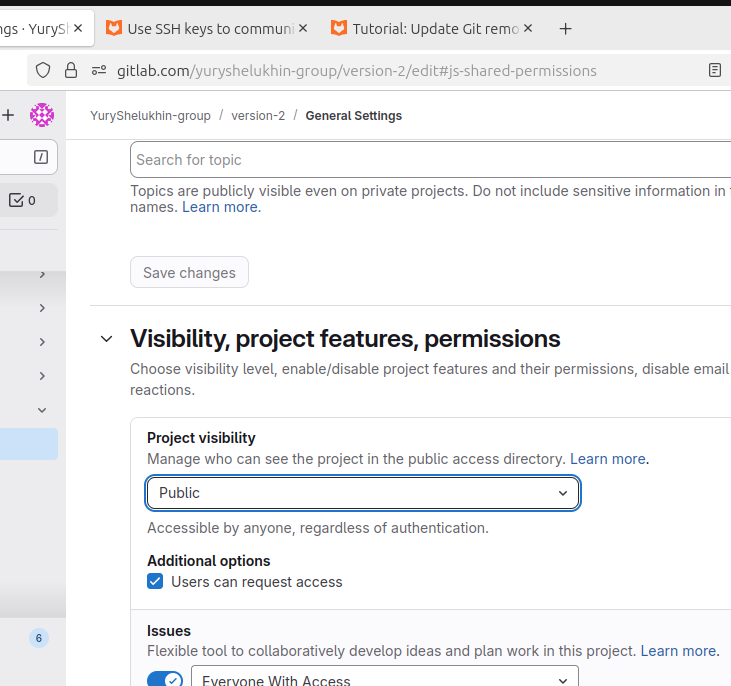 ngs · YurySh
Use SSH keys to communi
Tutorial: Update Git remo
gitlab.com/yuryshelukhin-group/version-2/edit#js-shared-permissions
YuryShelukhin-group / version-2 / General Settings
Search for topic
Topics are publicly visible even on private projects. Do not include sensitive information in
names. Learn more.
0
Save changes
Visibility, project features, permissions
Choose visibility level, enable/disable project features and their permissions, disable email
reactions.
Project visibility
Manage who can see the project in the public access directory. Learn more.
Public
Accessible by anyone, regardless of authentication.
Additional options
Users can request access
6
Issues
Flexible tool to collaboratively develop ideas and plan work in this project. Learn more.
Everyone With Access